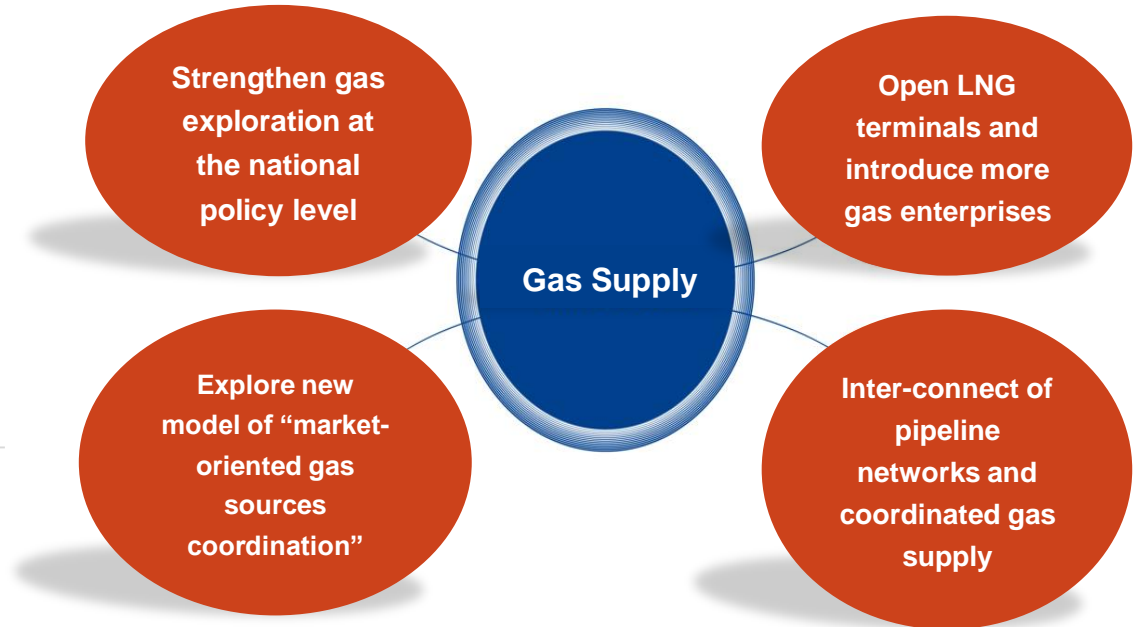 Strengthen gas
exploration at
the national
policy level
Open LNG
terminals and
introduce more
gas enterprises
Gas Supply
Explore new
model of “market-
oriented gas
sources
coordination”
Inter-connect of
pipeline
networks and
coordinated gas
supply